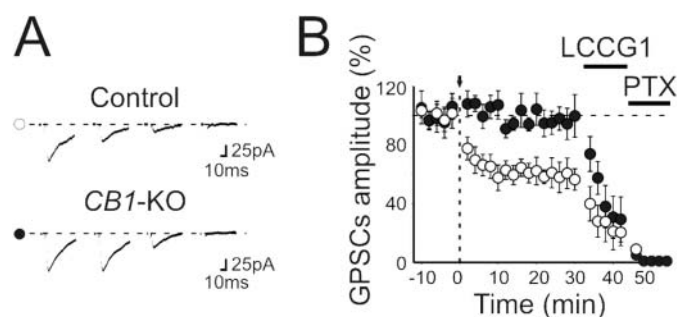 A
Control
25pA
10ms
CB1-KO
25pA
10ms
B
LCCG1
PTX
GPSCs amplitude (%)
120
80
40
0
-10 0 10 20 30 40 50
Time (min)